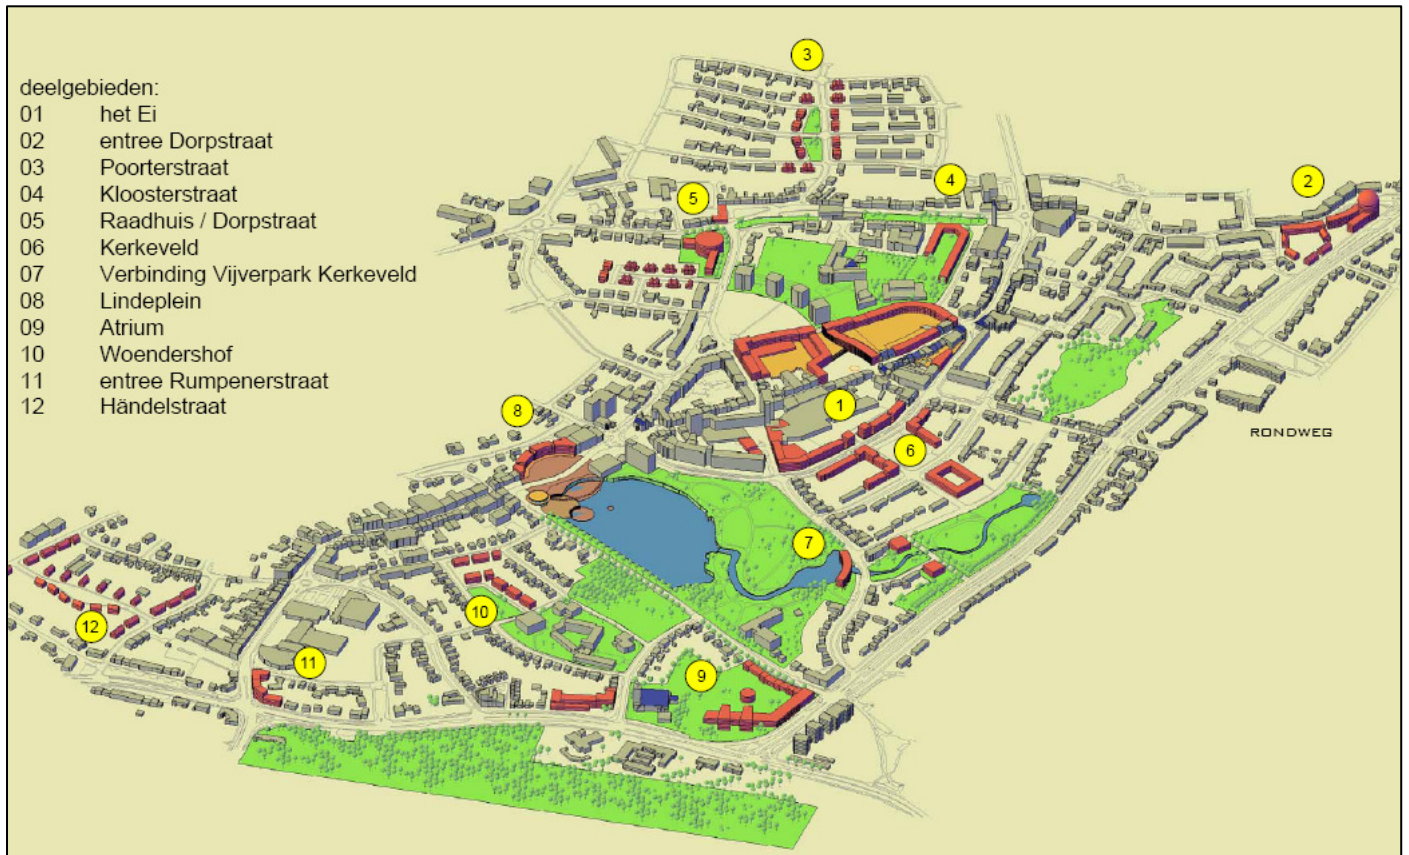 deelgebieden:
01 het Ei
02 entree Dorpstraat
03 Poorterstraat
04 Kloosterstraat
05 Raadhuis / Dorpstraat
06 Kerkeveld
07 Verbinding Vijverpark Kerkeveld
08 Lindeplein
09 Atrium
10 Woendershof
11 entree Rumpenerstraat
12 Händelstraat
3
4
2
5
8
1
6
7
10
12
11
9
RONDWEG